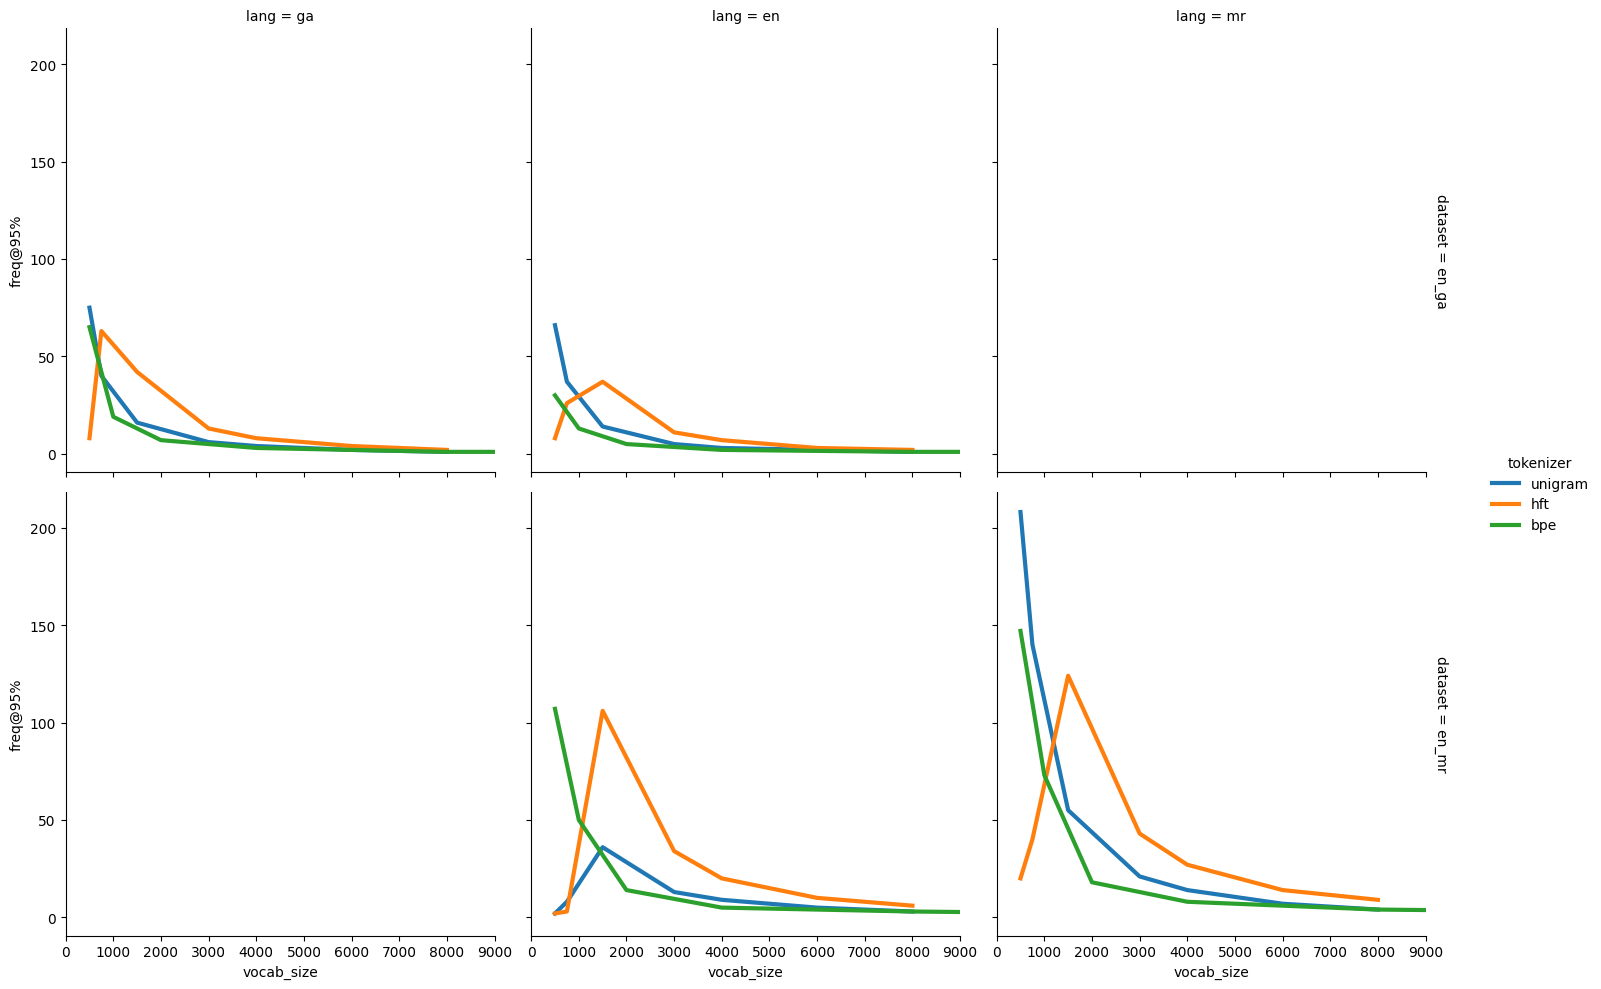 lang = ga
lang = en
lang = mr
200
150
100
50
0
freq@95%
dataset = en_ga
tokenizer
unigram
hft
bpe
200
150
100
50
0
freq@95%
dataset = en_mr
0 1000 2000 3000 4000 5000 6000 7000 8000 9000
0 1000 2000 3000 4000 5000 6000 7000 8000 9000
0 1000 2000 3000 4000 5000 6000 7000 8000 9000
vocab_size
vocab_size
vocab_size